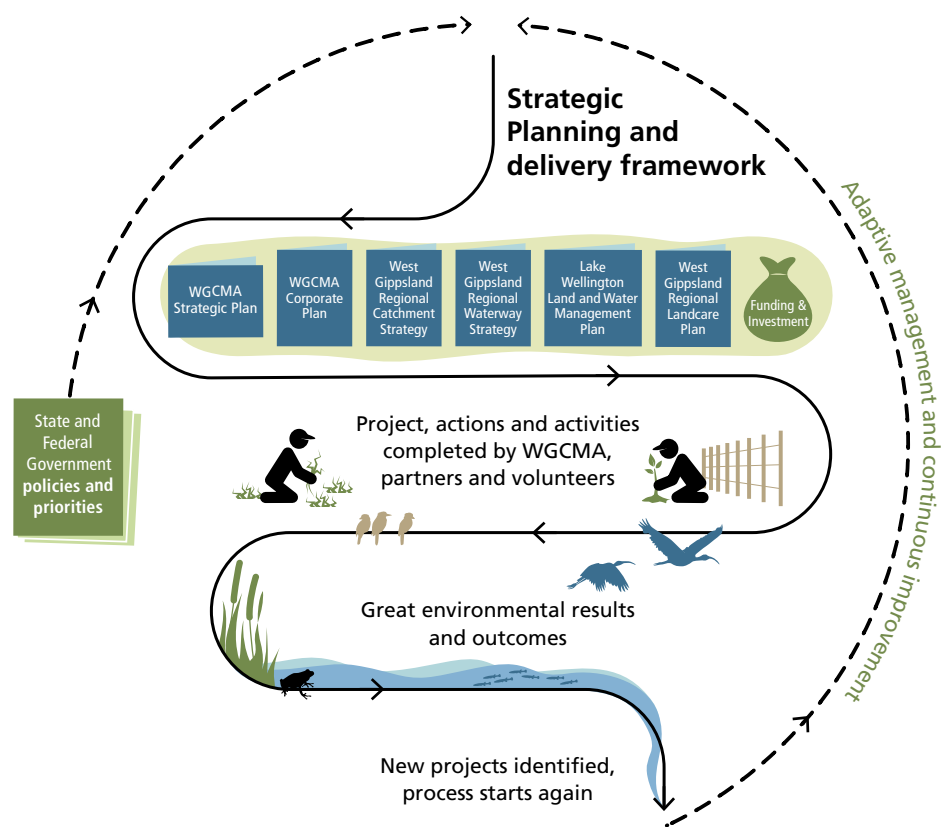 Strategic
Planning and
delivery framework
WGCMA
Strategic Plan
WGCMA
Corporate
Plan
West
Gippsland
Regional
Catchment
Strategy
West
Gippsland
Regional
Waterway
Strategy
Lake
Wellington
Land and Water
Management
Plan
West
Gippsland
Regional
Landcare
Plan
Funding &
Investment
State and
Federal
Government
policies and
priorities
Project, actions and activities
completed by WGCMA,
partners and volunteers
Great environmental results
and outcomes
New projects identified,
process starts again
Adaptive management and continuous improvement